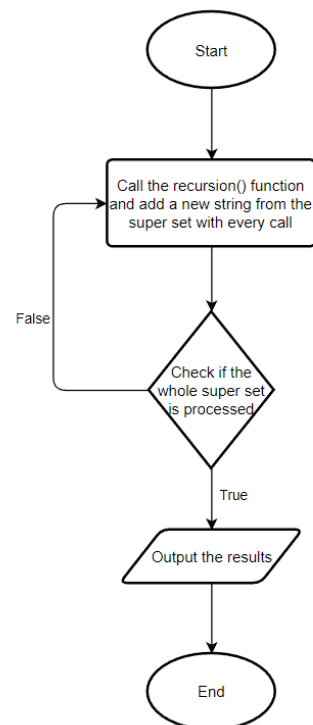 Start
Call the recursion() function
and add a new string from the
super set with every call
False
Check if the
whole super set
is processed
True
Output the results
End